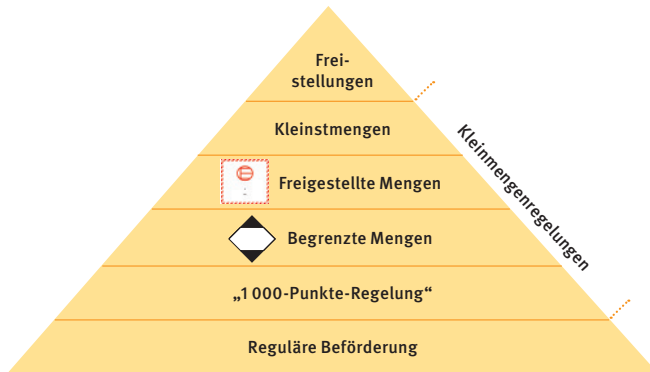 Frei-
stellungen
Kleinstmengen
Freigestellte Mengen
Begrenzte Mengen
„1 000-Punkte-Regelung“
Reguläre Beförderung
Kleinmengenregelungen